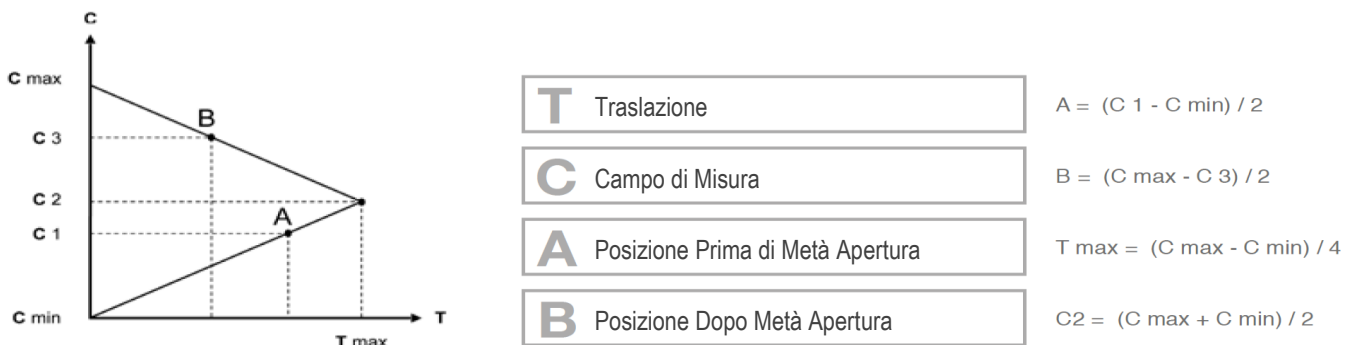 C
C max
B
C 3
C 2
A
C 1
C min
T
T max
T Traslazione
A = (C 1 - C min) / 2
C Campo di Misura
B = (C max - C 3) / 2
A Posizione Prima di Metà Apertura
T max = (C max - C min) / 4
B Posizione Dopo Metà Apertura
C2 = (C max + C min) / 2